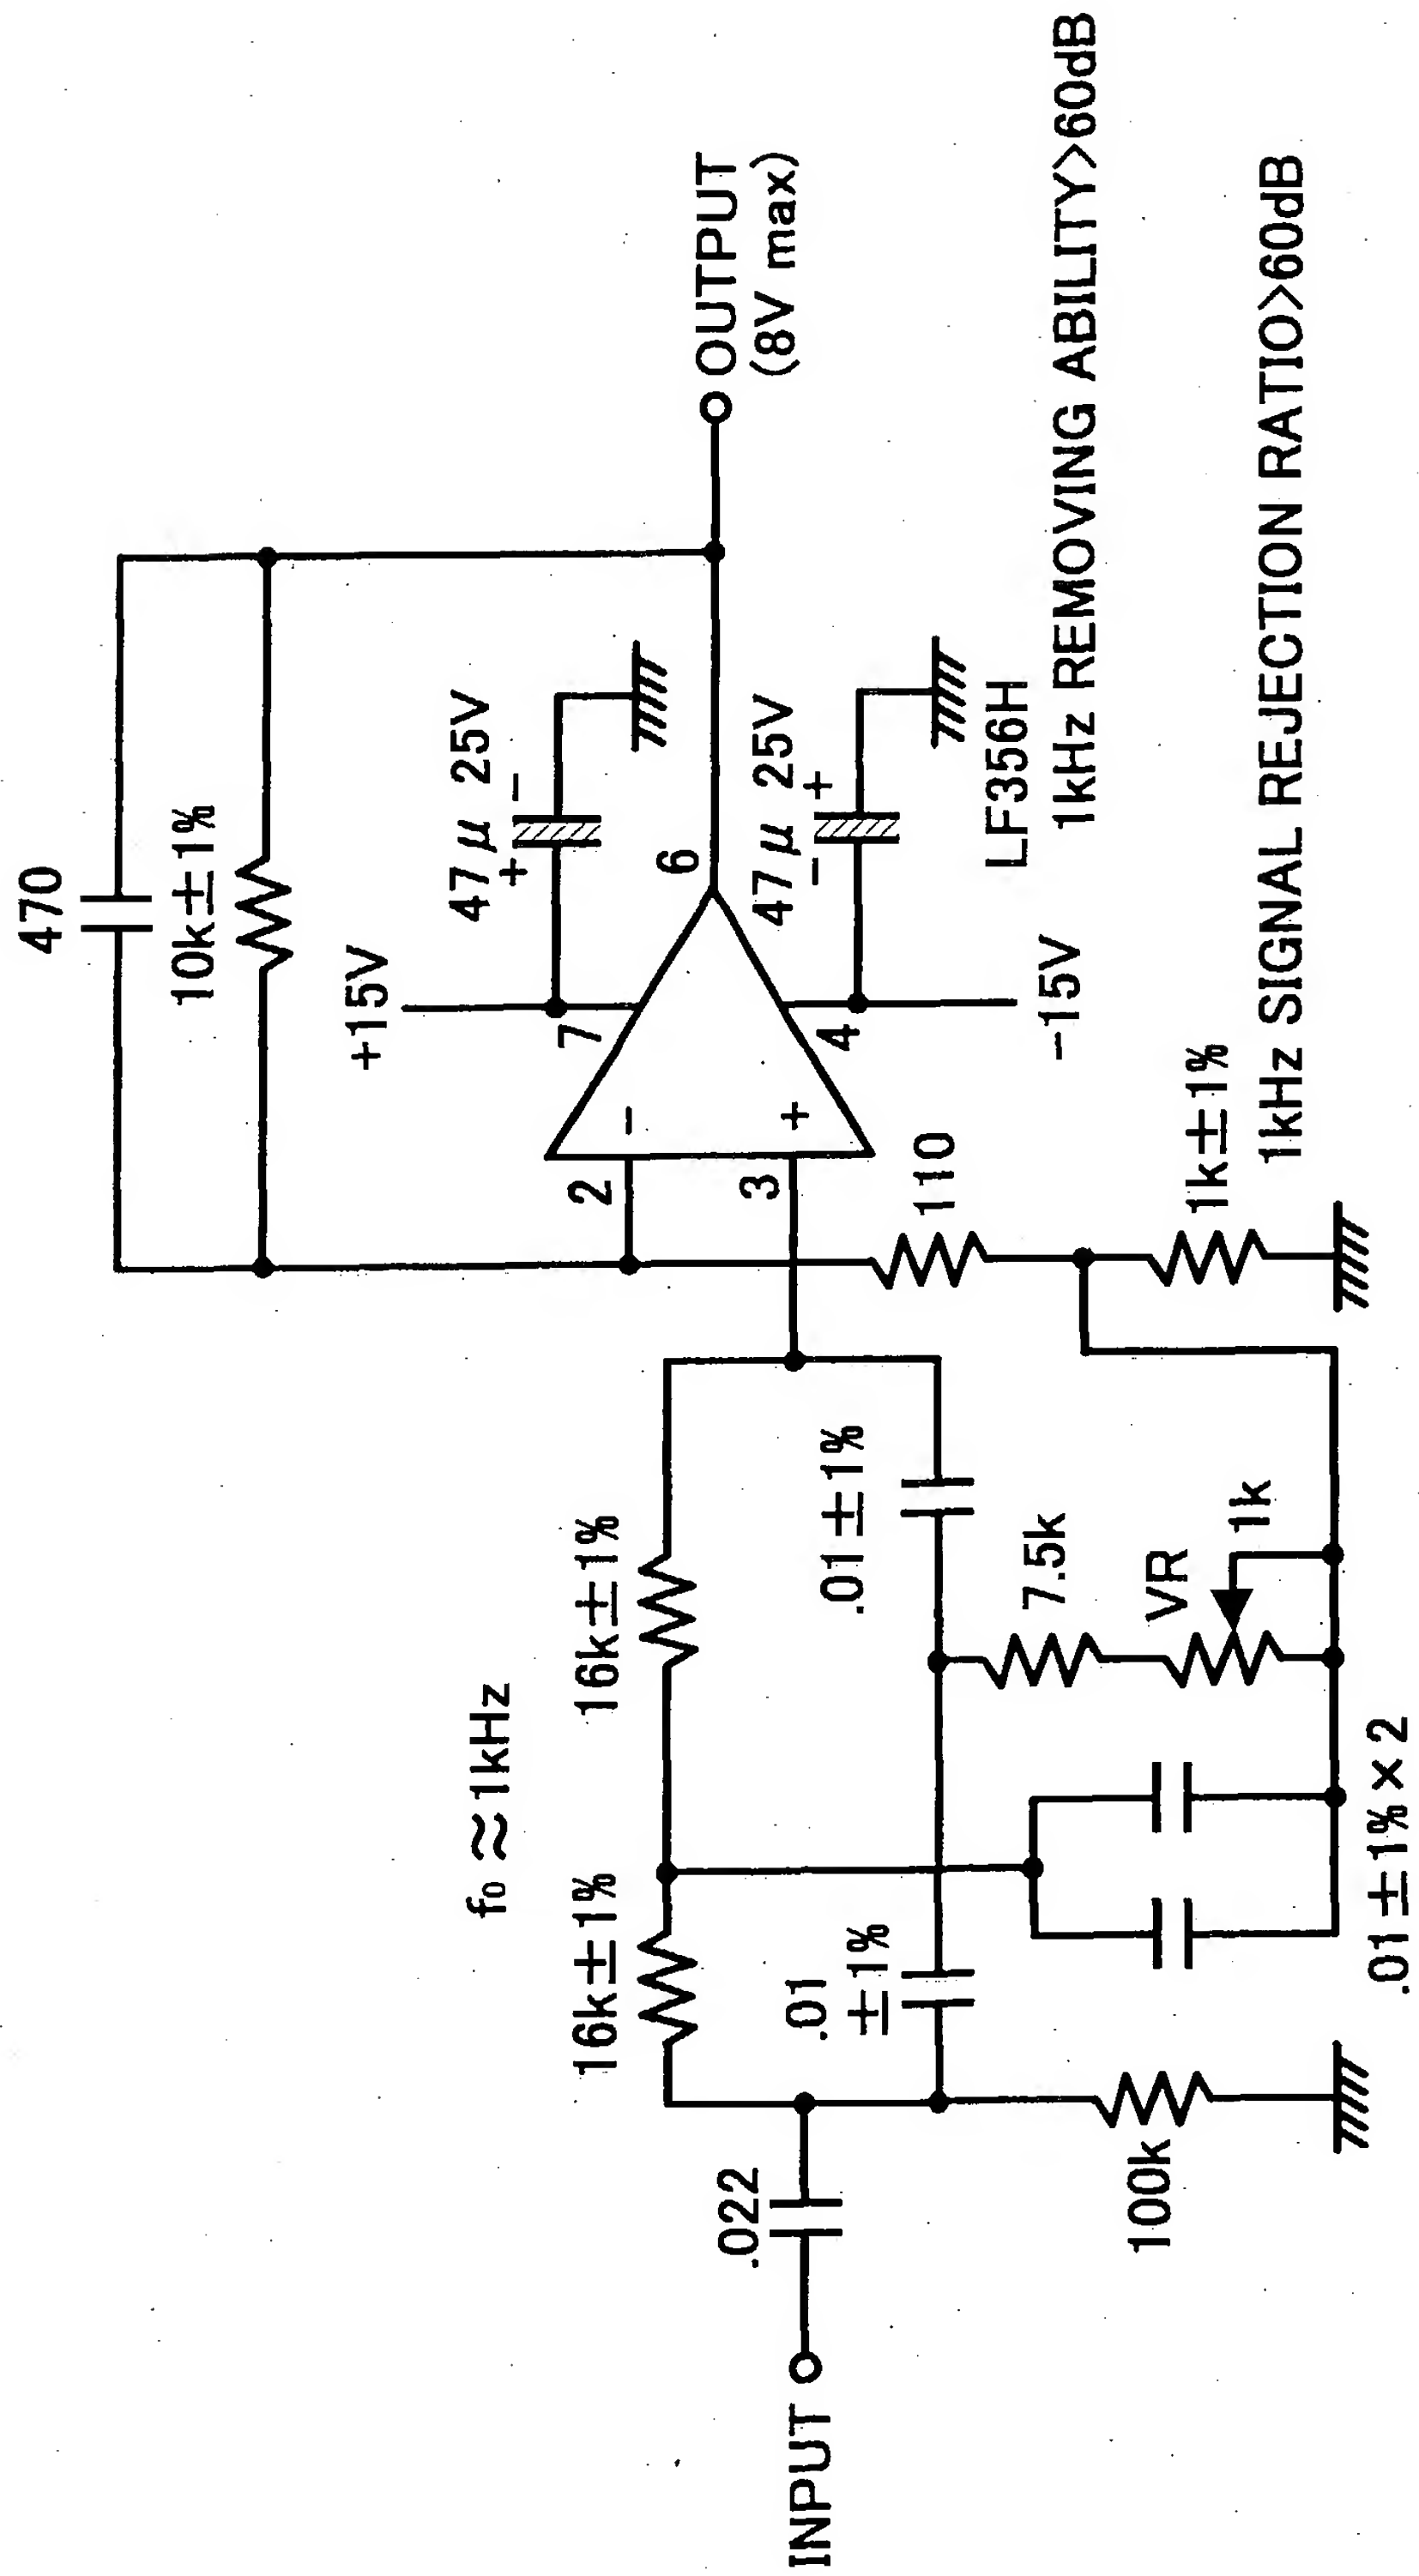 470
10k±1%
+15V
47μ 25V
+ −
7
6
2
−
3
+
4
OUTPUT
(8V max)
47μ 25V
− +
−15V
LF356H
1kHz REMOVING ABILITY>60dB
110
1k±1%
1kHz SIGNAL REJECTION RATIO>60dB
f₀≈1kHz
16k±1%
16k±1%
.022
INPUT
.01
±1%
.01±1%
7.5k
VR
1k
100k
.01±1%×2